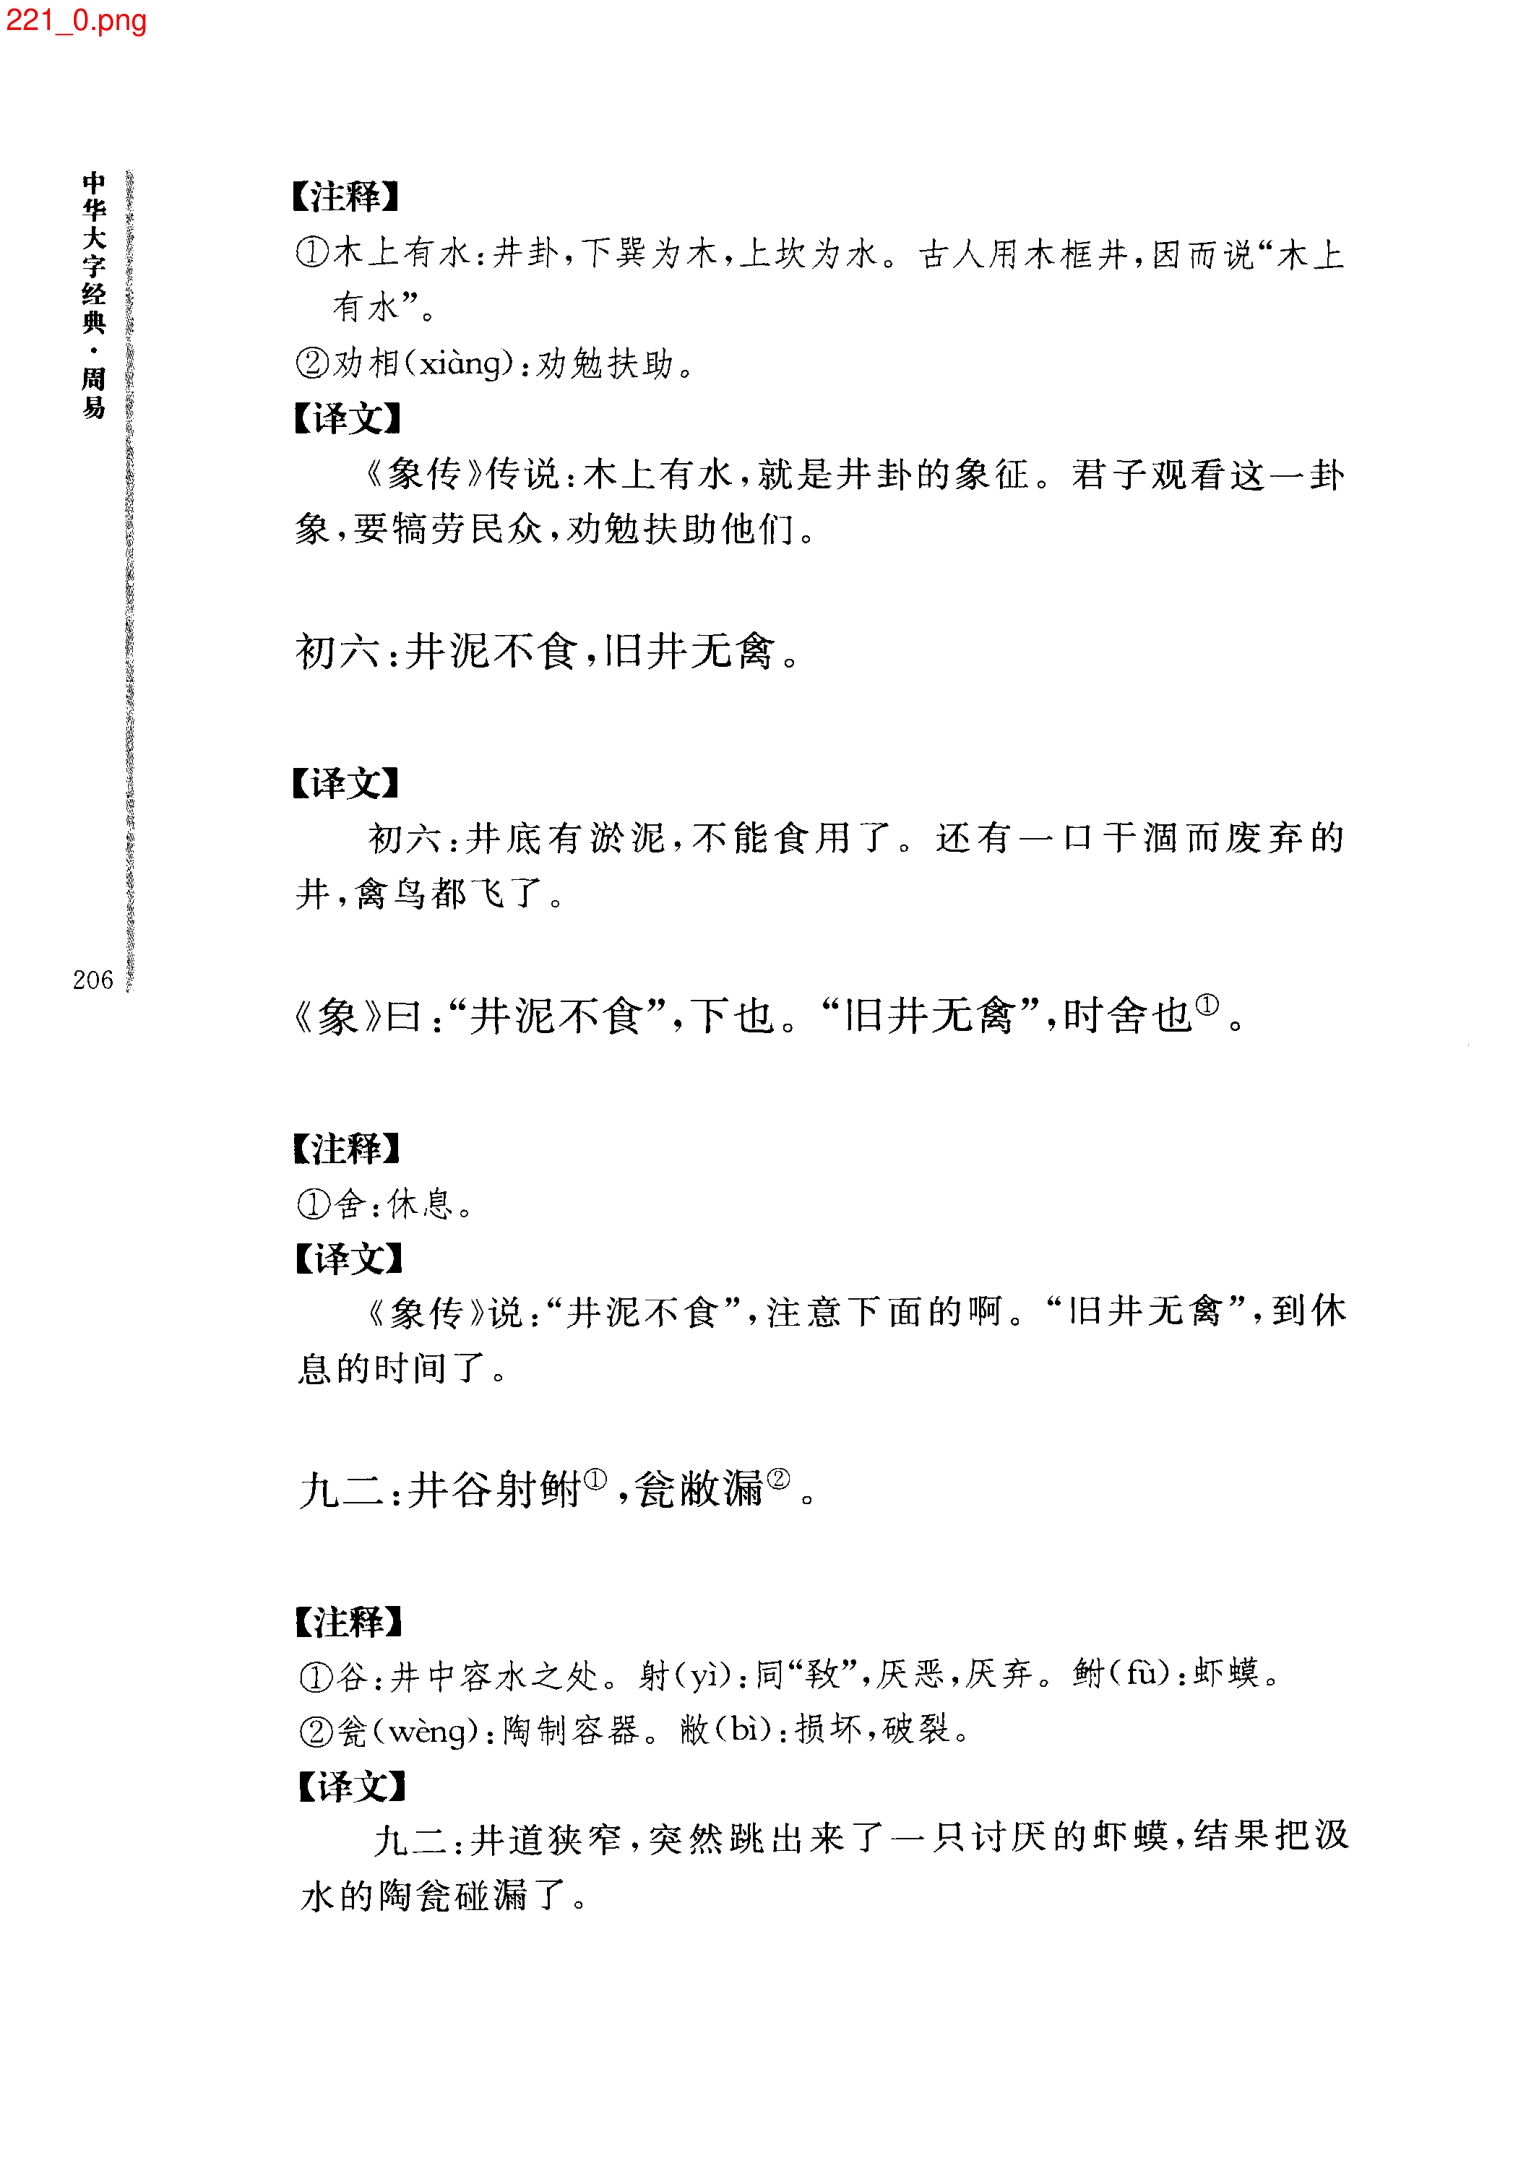 221_0.png
中华大字经典·周易
206
【注释】
①木上有水:井卦,下巽为木,上坎为水。古人用木框井,因而说“木上
有水”。
②劝相(xiàng):劝勉扶助。
【译文】
《象传》传说:木上有水,就是井卦的象征。君子观看这一卦
象,要犒劳民众,劝勉扶助他们。
初六:井泥不食,旧井无禽。
【译文】
初六:井底有淤泥,不能食用了。还有一口干涸而废弃的
井,禽鸟都飞了。
《象》曰:“井泥不食”,下也。“旧井无禽”,时舍也①。
【注释】
①舍:休息。
【译文】
《象传》说:“井泥不食”,注意下面的啊。“旧井无禽”,到休
息的时间了。
九二:井谷射鲋①,瓮敝漏②。
【注释】
①谷:井中容水之处。射(yì):同“致”,厌恶,厌弃。鲋(fù):虾蟆。
②瓮(wèng):陶制容器。敝(bì):损坏,破裂。
【译文】
九二:井道狭窄,突然跳出来了一只讨厌的虾蟆,结果把汲
水的陶瓮碰漏了。